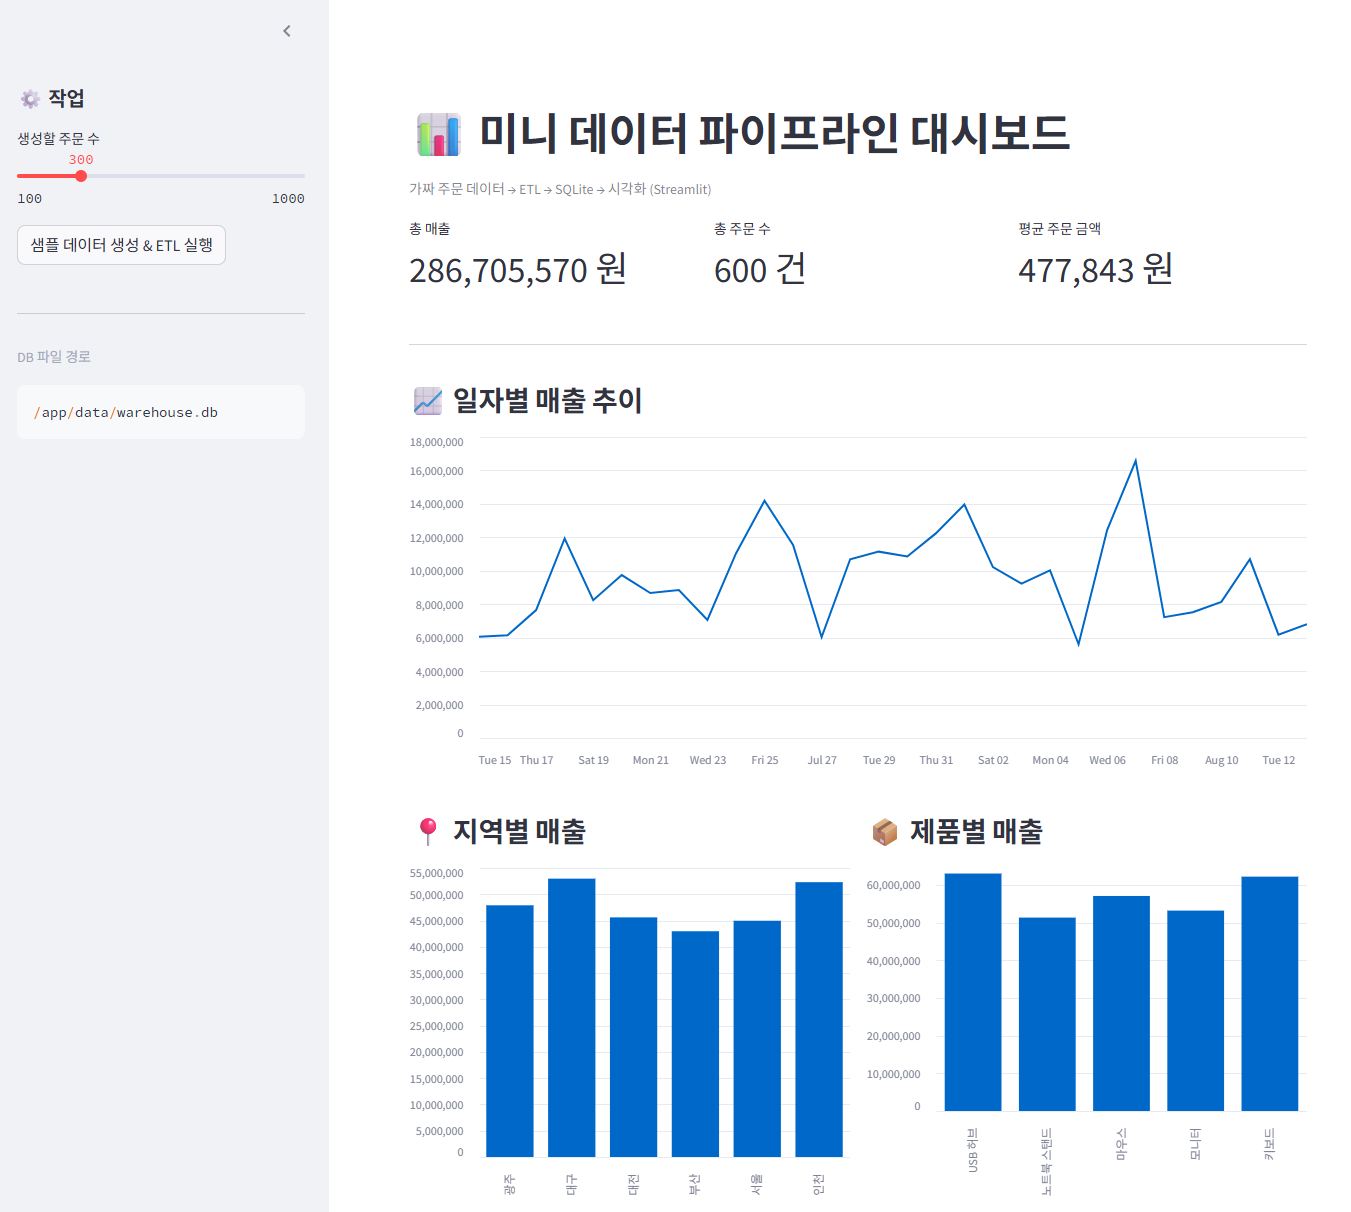 작업
생성할 주문 수
300
100 1000
샘플 데이터 생성 & ETL 실행
DB 파일 경로
/app/data/warehouse.db
미니 데이터 파이프라인 대시보드
가짜 주문 데이터 → ETL → SQLite → 시각화 (Streamlit)
총 매출 총 주문 수 평균 주문 금액
286,705,570 원 600 건 477,843 원
일자별 매출 추이
18,000,000
16,000,000
14,000,000
12,000,000
10,000,000
8,000,000
6,000,000
4,000,000
2,000,000
0
Tue 15 Thu 17 Sat 19 Mon 21 Wed 23 Fri 25 Jul 27 Tue 29 Thu 31 Sat 02 Mon 04 Wed 06 Fri 08 Aug 10 Tue 12
지역별 매출
55,000,000
50,000,000
45,000,000
40,000,000
35,000,000
30,000,000
25,000,000
20,000,000
15,000,000
10,000,000
5,000,000
0
광주 대구 대전 부산 서울 인천
제품별 매출
60,000,000
50,000,000
40,000,000
30,000,000
20,000,000
10,000,000
0
USB 허브 노트북 스탠드 마우스 모니터 키보드